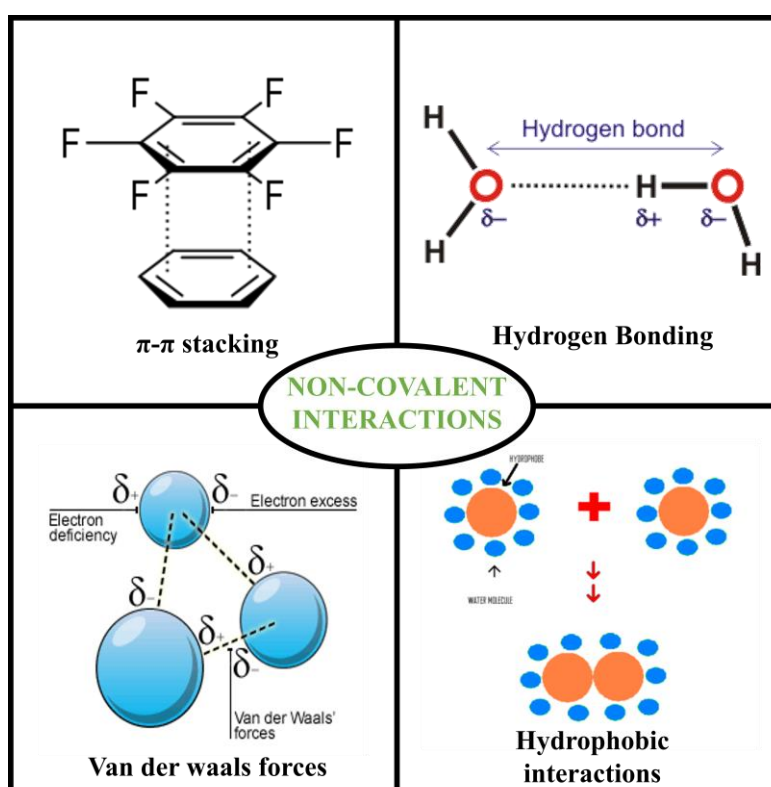 F F
F F
F F
π-π stacking
H
Hydrogen bond
O H O
δ− δ+ δ−
H H
Hydrogen Bonding
NON-COVALENT
INTERACTIONS
δ+ δ−
Electron
deficiency
Electron excess
δ− δ+
δ+
δ−
Van der Waals'
forces
Van der waals forces
HYDROPHOBE
WATER MOLECULE
Hydrophobic
interactions